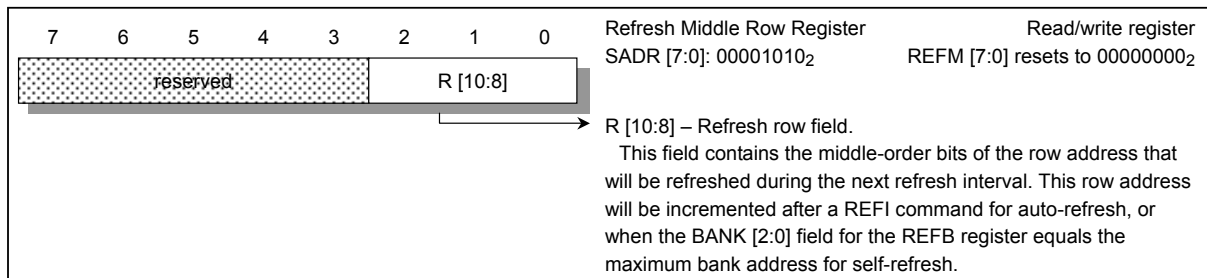 7 6 5 4 3 2 1 0
reserved R [10:8]
Refresh Middle Row Register Read/write register
SADR [7:0]: 00001010₂ REFM [7:0] resets to 00000000₂
R [10:8] – Refresh row field.
This field contains the middle-order bits of the row address that
will be refreshed during the next refresh interval. This row address
will be incremented after a REFI command for auto-refresh, or
when the BANK [2:0] field for the REFB register equals the
maximum bank address for self-refresh.